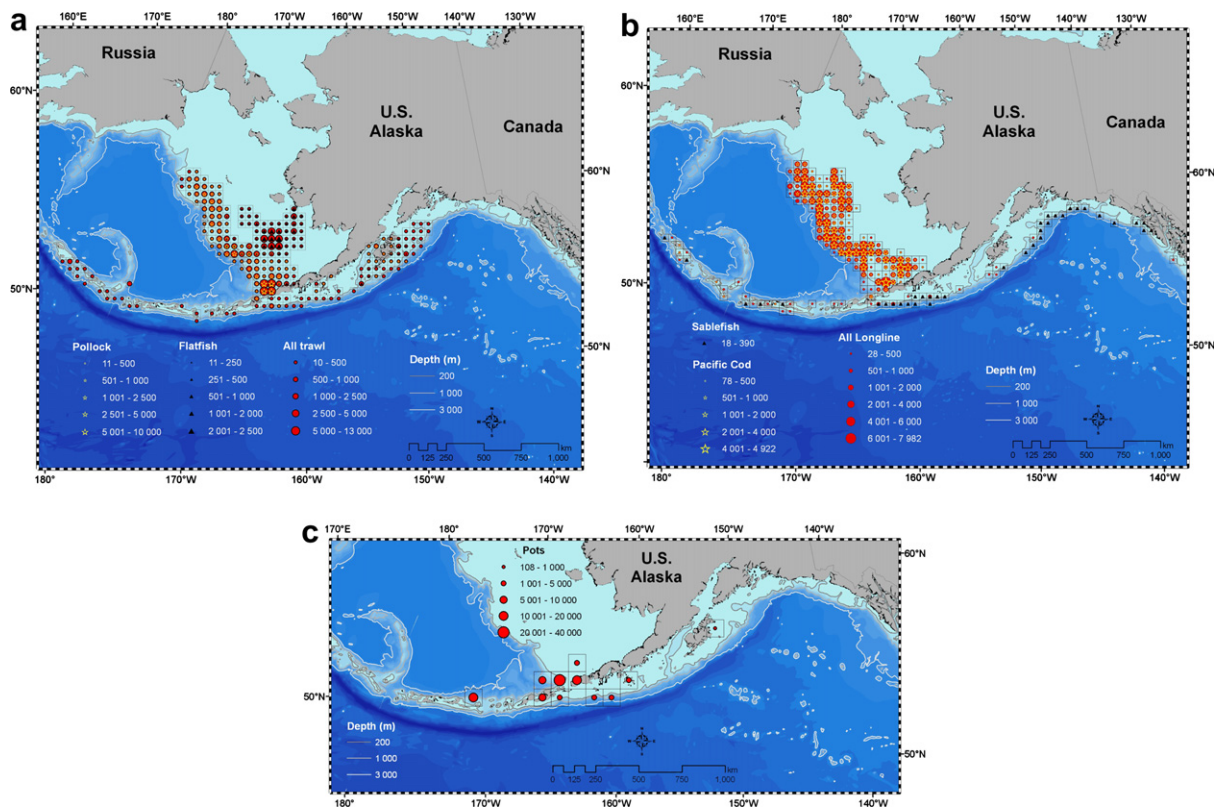 a
160°E
170°E
180°
170°W
160°W
150°W
140°W
130°W
Russia
U.S.
Alaska
Canada
60°N
60°N
50°N
50°N
Pollock
11 - 500
501 - 1 000
1 001 - 2 500
2 501 - 5 000
5 001 - 10 000
Flatfish
11 - 250
251 - 500
501 - 1 000
1 001 - 2 000
2 001 - 2 500
All trawl
10 - 500
500 - 1 000
1 000 - 2 500
2 500 - 5 000
5 000 - 13 000
Depth (m)
200
1 000
3 000
0 125 250 500 750 1 000
km
180°
170°W
160°W
150°W
140°W
b
160°E
170°E
180°
170°W
160°W
150°W
140°W
130°W
Russia
U.S.
Alaska
Canada
60°N
60°N
50°N
50°N
Sablefish
18 - 390
Pacific Cod
78 - 500
501 - 1 000
1 001 - 2 000
2 001 - 4 000
4 001 - 4 922
All Longline
28 - 500
501 - 1 000
1 001 - 2 000
2 001 - 4 000
4 001 - 6 000
6 001 - 7 982
Depth (m)
200
1 000
3 000
0 125 250 500 750 1 000
km
180°
170°W
160°W
150°W
140°W
c
170°E
180°
170°W
160°W
150°W
140°W
Pots
108 - 1 000
1 001 - 5 000
5 001 - 10 000
10 001 - 20 000
20 001 - 40 000
U.S.
Alaska
60°N
50°N
50°N
Depth (m)
200
1 000
3 000
km
0 125 250 500 750 1 000
180°
170°W
160°W
150°W
140°W